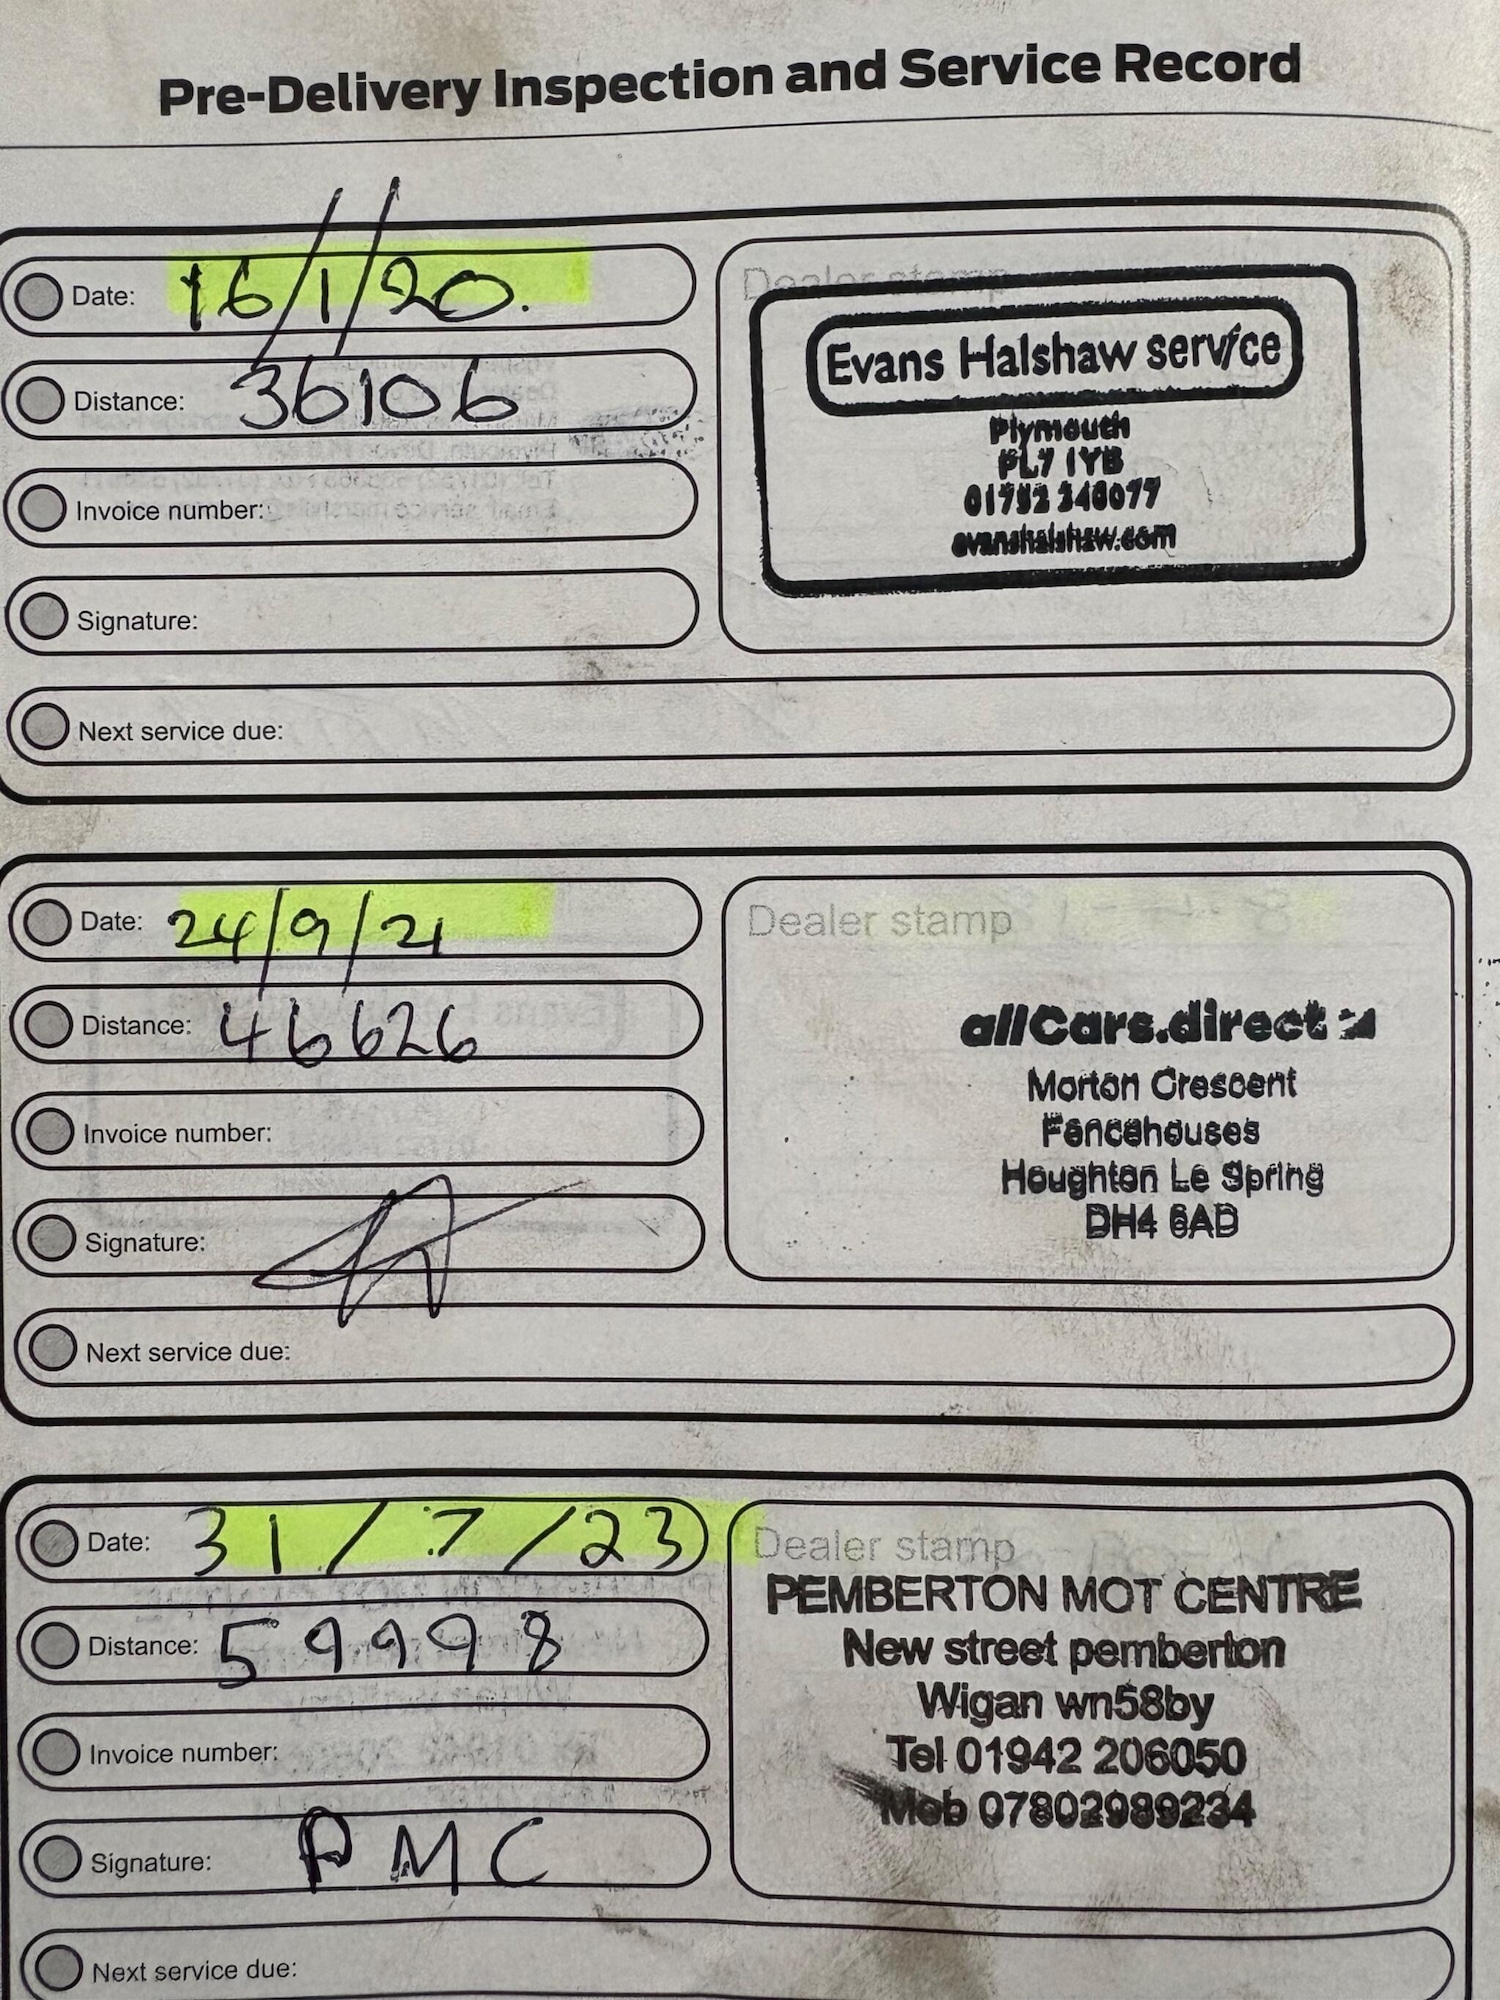 Pre-Delivery Inspection and Service Record
Date: 16/1/20.
Distance: 36106
Invoice number:
Signature:
Next service due:
Dealer stamp
Evans Halshaw service
Plymouth
PL7 1YB
01752 348077
evanshalshaw.com
Date: 24/9/21
Distance: 46626
Invoice number:
Signature:
Next service due:
Dealer stamp
allCars.direct
Morton Crescent
Fencehouses
Houghton Le Spring
DH4 6AD
Date: 31/7/23
Distance: 59998
Invoice number:
Signature: PMC
Next service due:
Dealer stamp
PEMBERTON MOT CENTRE
New street pemberton
Wigan wn58by
Tel 01942 206050
Mob 07802989234